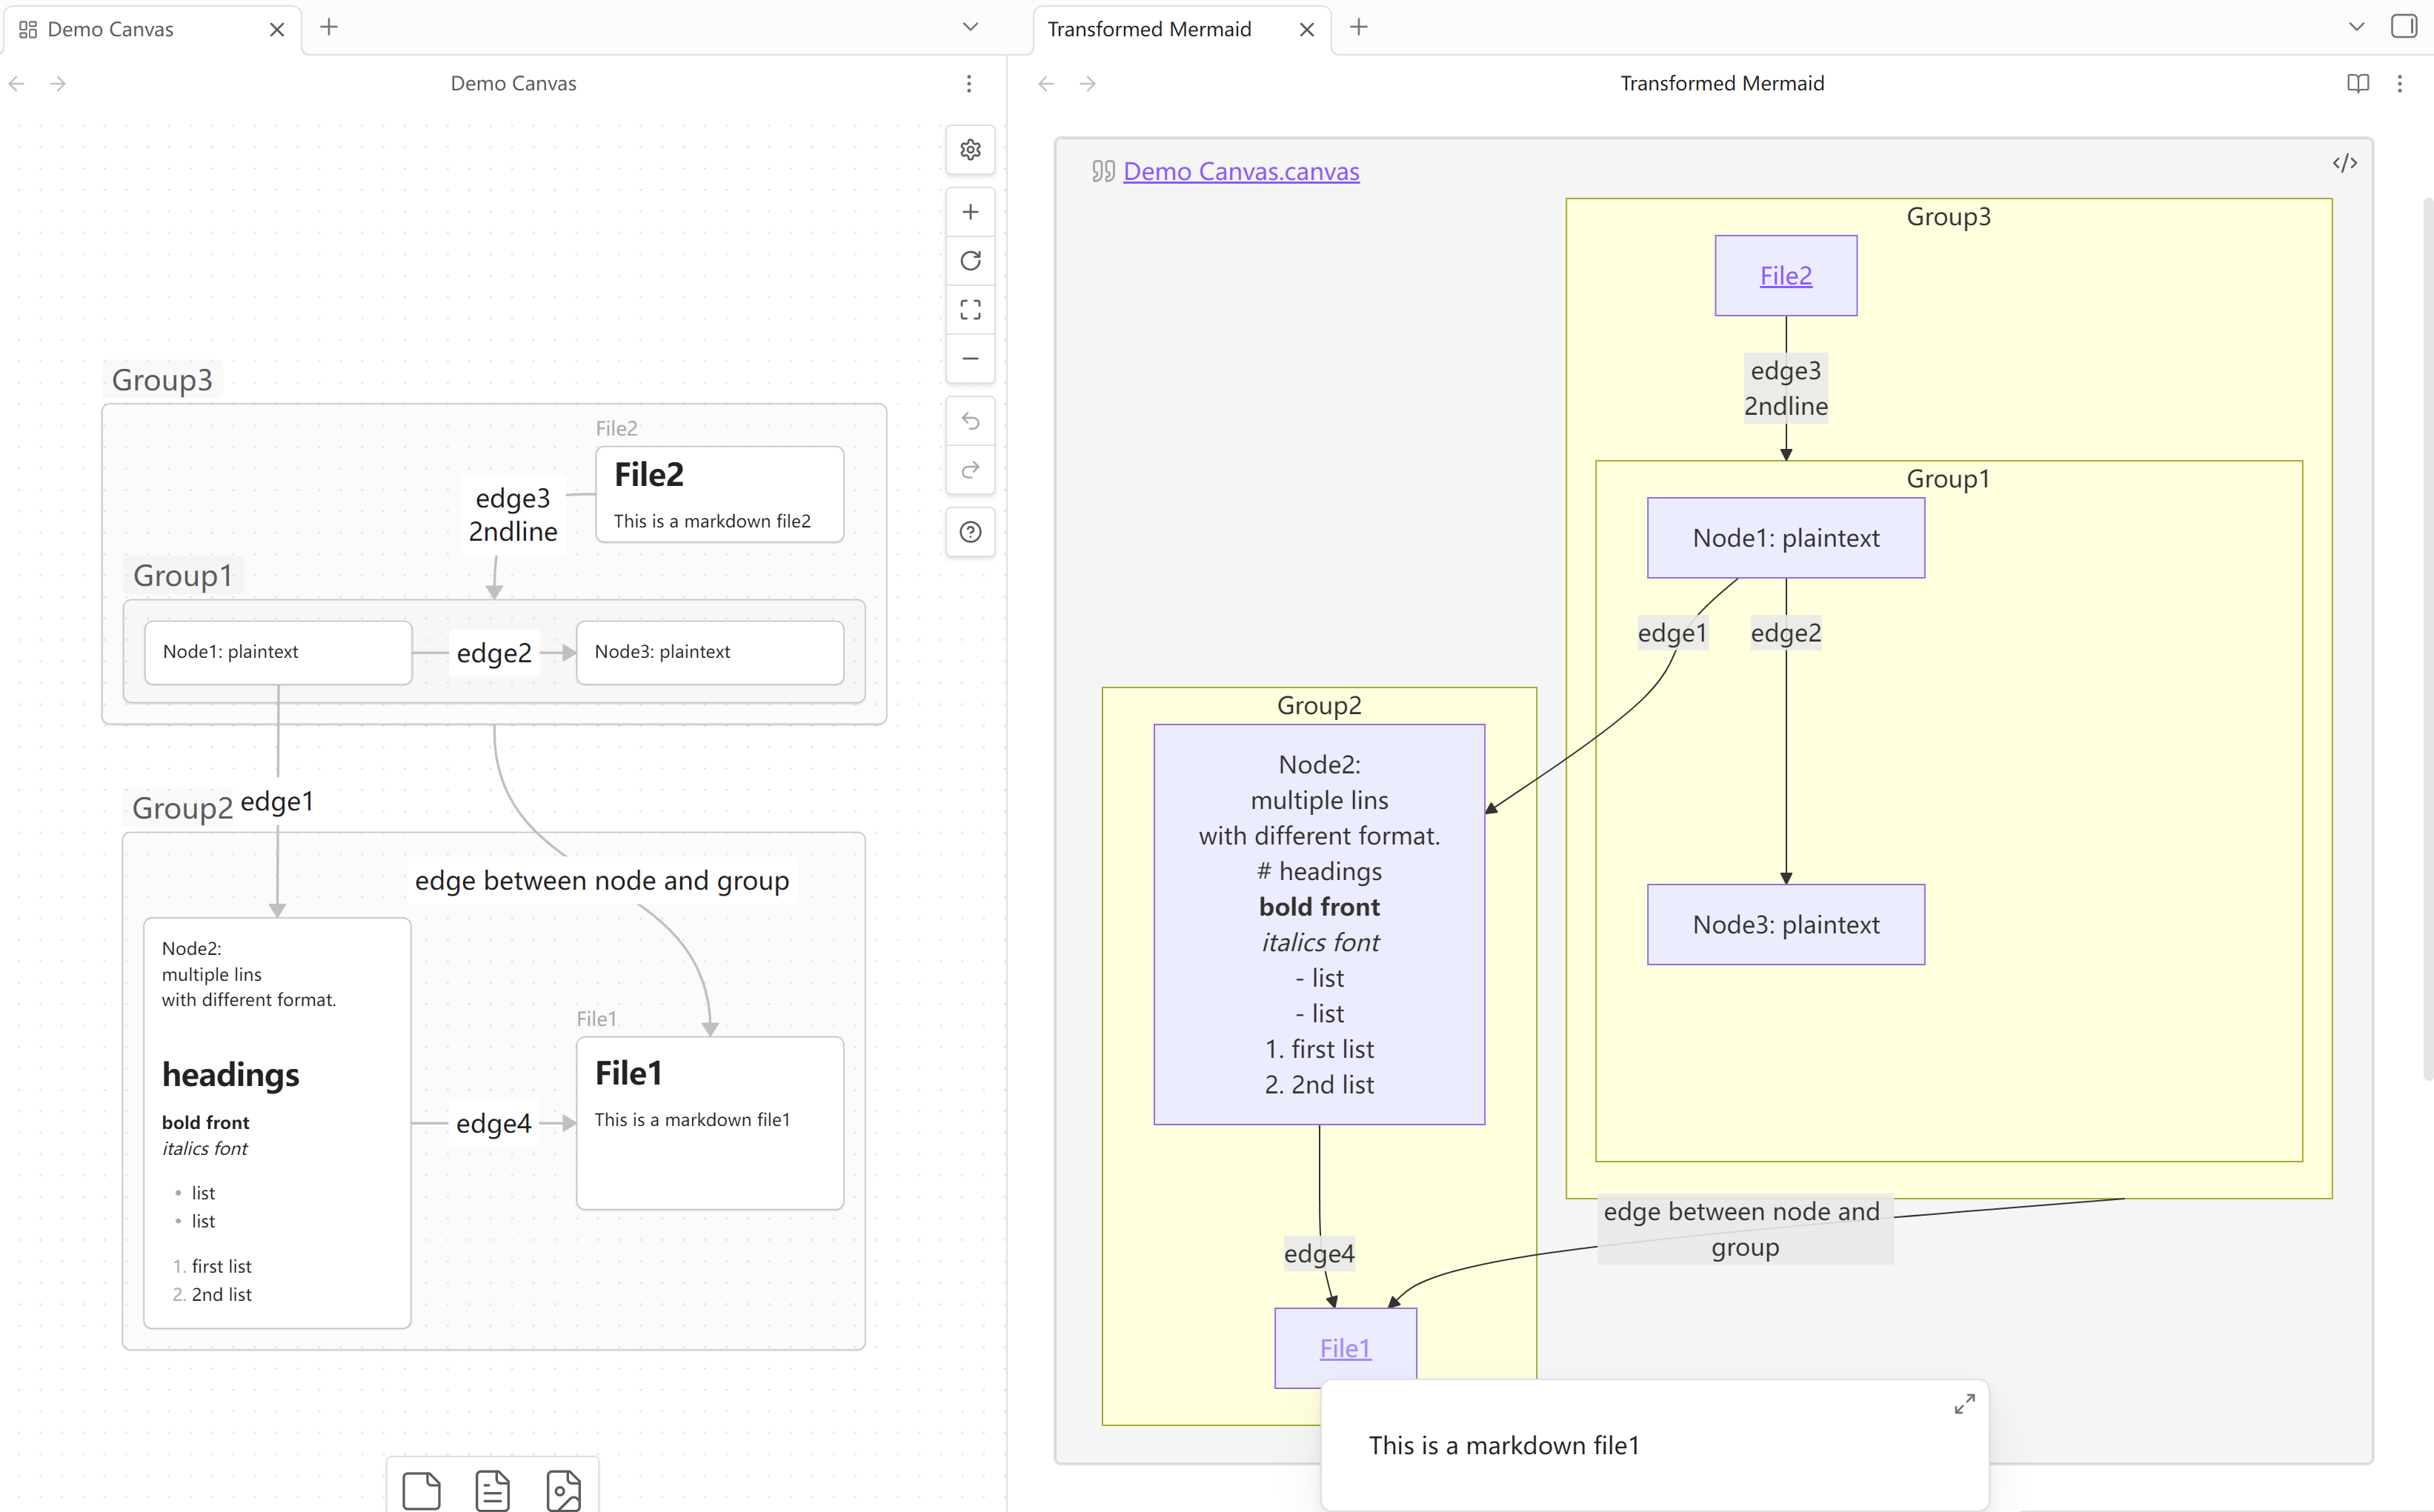 Demo Canvas
Demo Canvas
Group3
File2
File2
This is a markdown file2
edge3
2ndline
Group1
Node1: plaintext
edge2
Node3: plaintext
Group2
edge1
edge between node and group
Node2:
multiple lins
with different format.
headings
bold front
italics font
• list
• list
1. first list
2. 2nd list
edge4
File1
File1
This is a markdown file1
Transformed Mermaid
Transformed Mermaid
Demo Canvas.canvas
</>
Group3
File2
edge3
2ndline
Group1
Node1: plaintext
edge1
edge2
Node3: plaintext
Group2
Node2:
multiple lins
with different format.
# headings
bold front
italics font
- list
- list
1. first list
2. 2nd list
edge between node and
group
edge4
File1
This is a markdown file1